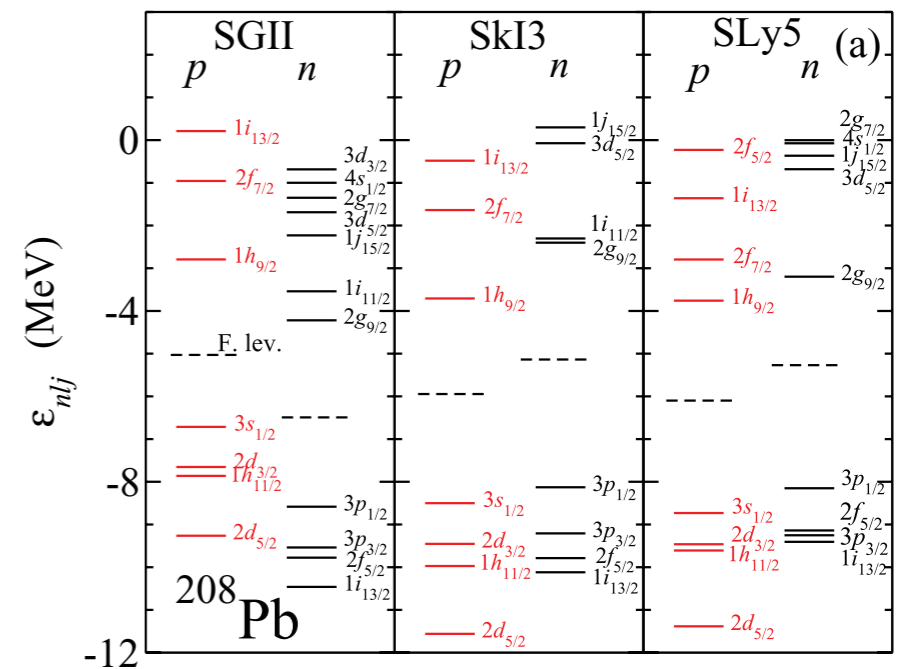 SGII
p
n
1i13/2
2f7/2
1h9/2
F. lev.
3s1/2
2d3/2
1h11/2
2d5/2
3d3/2
4s1/2
2g7/2
3d5/2
1j15/2
1i11/2
2g9/2
3p1/2
3p3/2
2f5/2
1i13/2
208Pb
SkI3
p
n
1i13/2
2f7/2
1h9/2
3s1/2
2d3/2
1h11/2
2d5/2
1j15/2
3d5/2
1i11/2
2g9/2
3p1/2
3p3/2
2f5/2
1i13/2
SLy5
(a)
p
n
2f5/2
1i13/2
2f7/2
1h9/2
3s1/2
2d3/2
1h11/2
2d5/2
2g7/2
4s1/2
1j15/2
3d5/2
2g9/2
3p1/2
2f5/2
3p3/2
1i13/2
0
-4
-8
-12
εnlj (MeV)